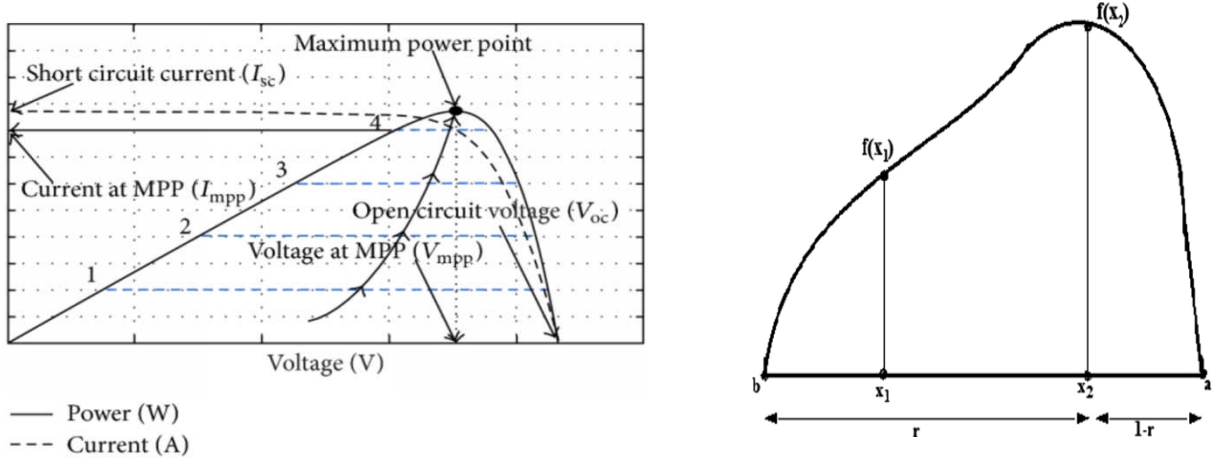 Maximum power point
Short circuit current (Isc)
4
3
Current at MPP (Impp)
Open circuit voltage (Voc)
2
Voltage at MPP (Vmpp)
1
Voltage (V)
Power (W)
Current (A)
f(x2)
f(x1)
b
x1
x2
a
r
1-r